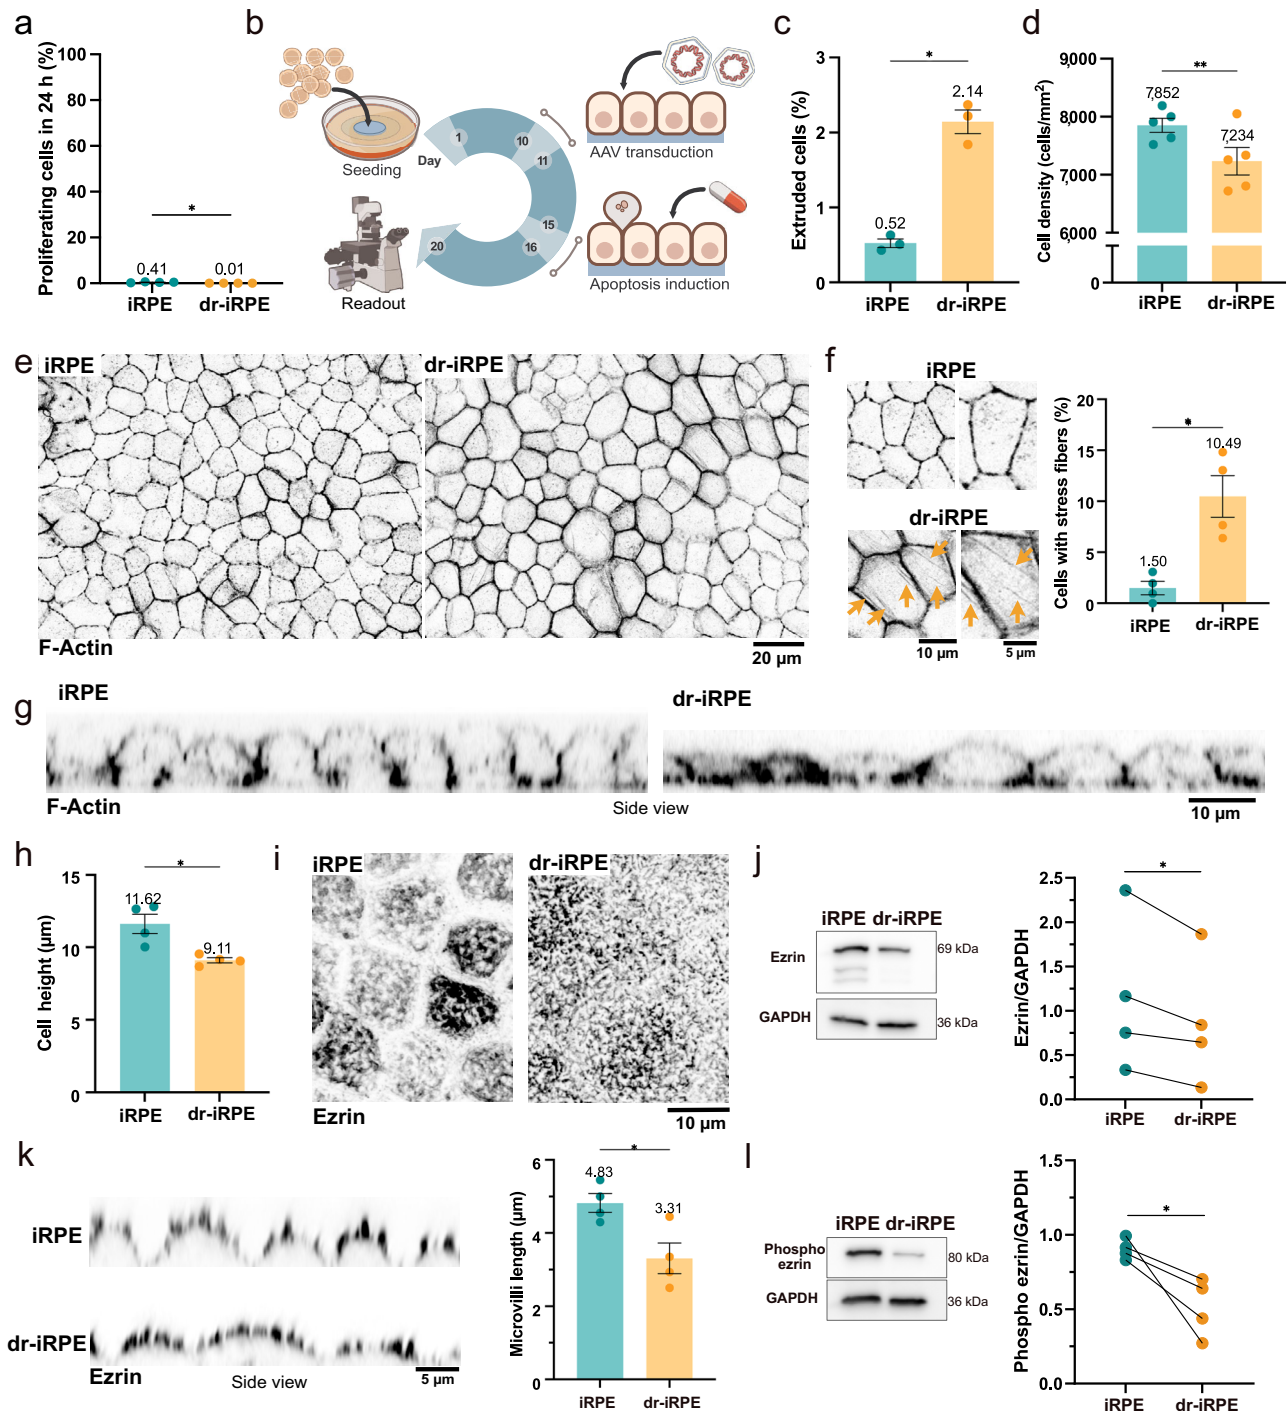 a
Proliferating cells in 24 h (%)
100
80
60
40
20
0
*
0.41
0.01
iRPE
dr-iRPE
b
Seeding
Day
1
10
11
15
16
20
AAV transduction
Apoptosis induction
Readout
c
Extruded cells (%)
3
2
1
0
*
0.52
2.14
iRPE
dr-iRPE
d
Cell density (cells/mm²)
9,000
8000
7,000
6,000
0
**
7,852
7,234
iRPE
dr-iRPE
e
iRPE
dr-iRPE
F-Actin
20 µm
f
iRPE
dr-iRPE
10 µm
5 µm
Cells with stress fibers (%)
20
15
10
5
0
*
1.50
10.49
iRPE
dr-iRPE
g
iRPE
dr-iRPE
F-Actin
Side view
10 µm
h
Cell height (µm)
15
10
5
0
*
11.62
9.11
iRPE
dr-iRPE
i
iRPE
dr-iRPE
Ezrin
10 µm
j
iRPE dr-iRPE
Ezrin
69 kDa
GAPDH
36 kDa
Ezrin/GAPDH
2.5
2.0
1.5
1.0
0.5
0.0
*
iRPE
dr-iRPE
k
iRPE
dr-iRPE
Ezrin
Side view
5 µm
Microvilli length (µm)
6
4
2
0
*
4.83
3.31
iRPE
dr-iRPE
l
iRPE dr-iRPE
Phospho
ezrin
80 kDa
GAPDH
36 kDa
Phospho ezrin/GAPDH
1.5
1.0
0.5
0.0
*
iRPE
dr-iRPE